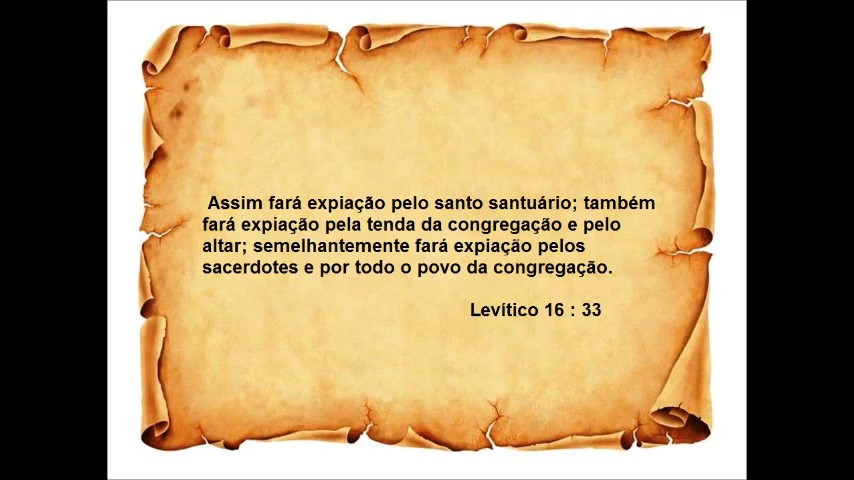 Assim fará expiação pelo santo santuário; também
fará expiação pela tenda da congregação e pelo
altar; semelhantemente fará expiação pelos
sacerdotes e por todo o povo da congregação.
Levítico 16 : 33